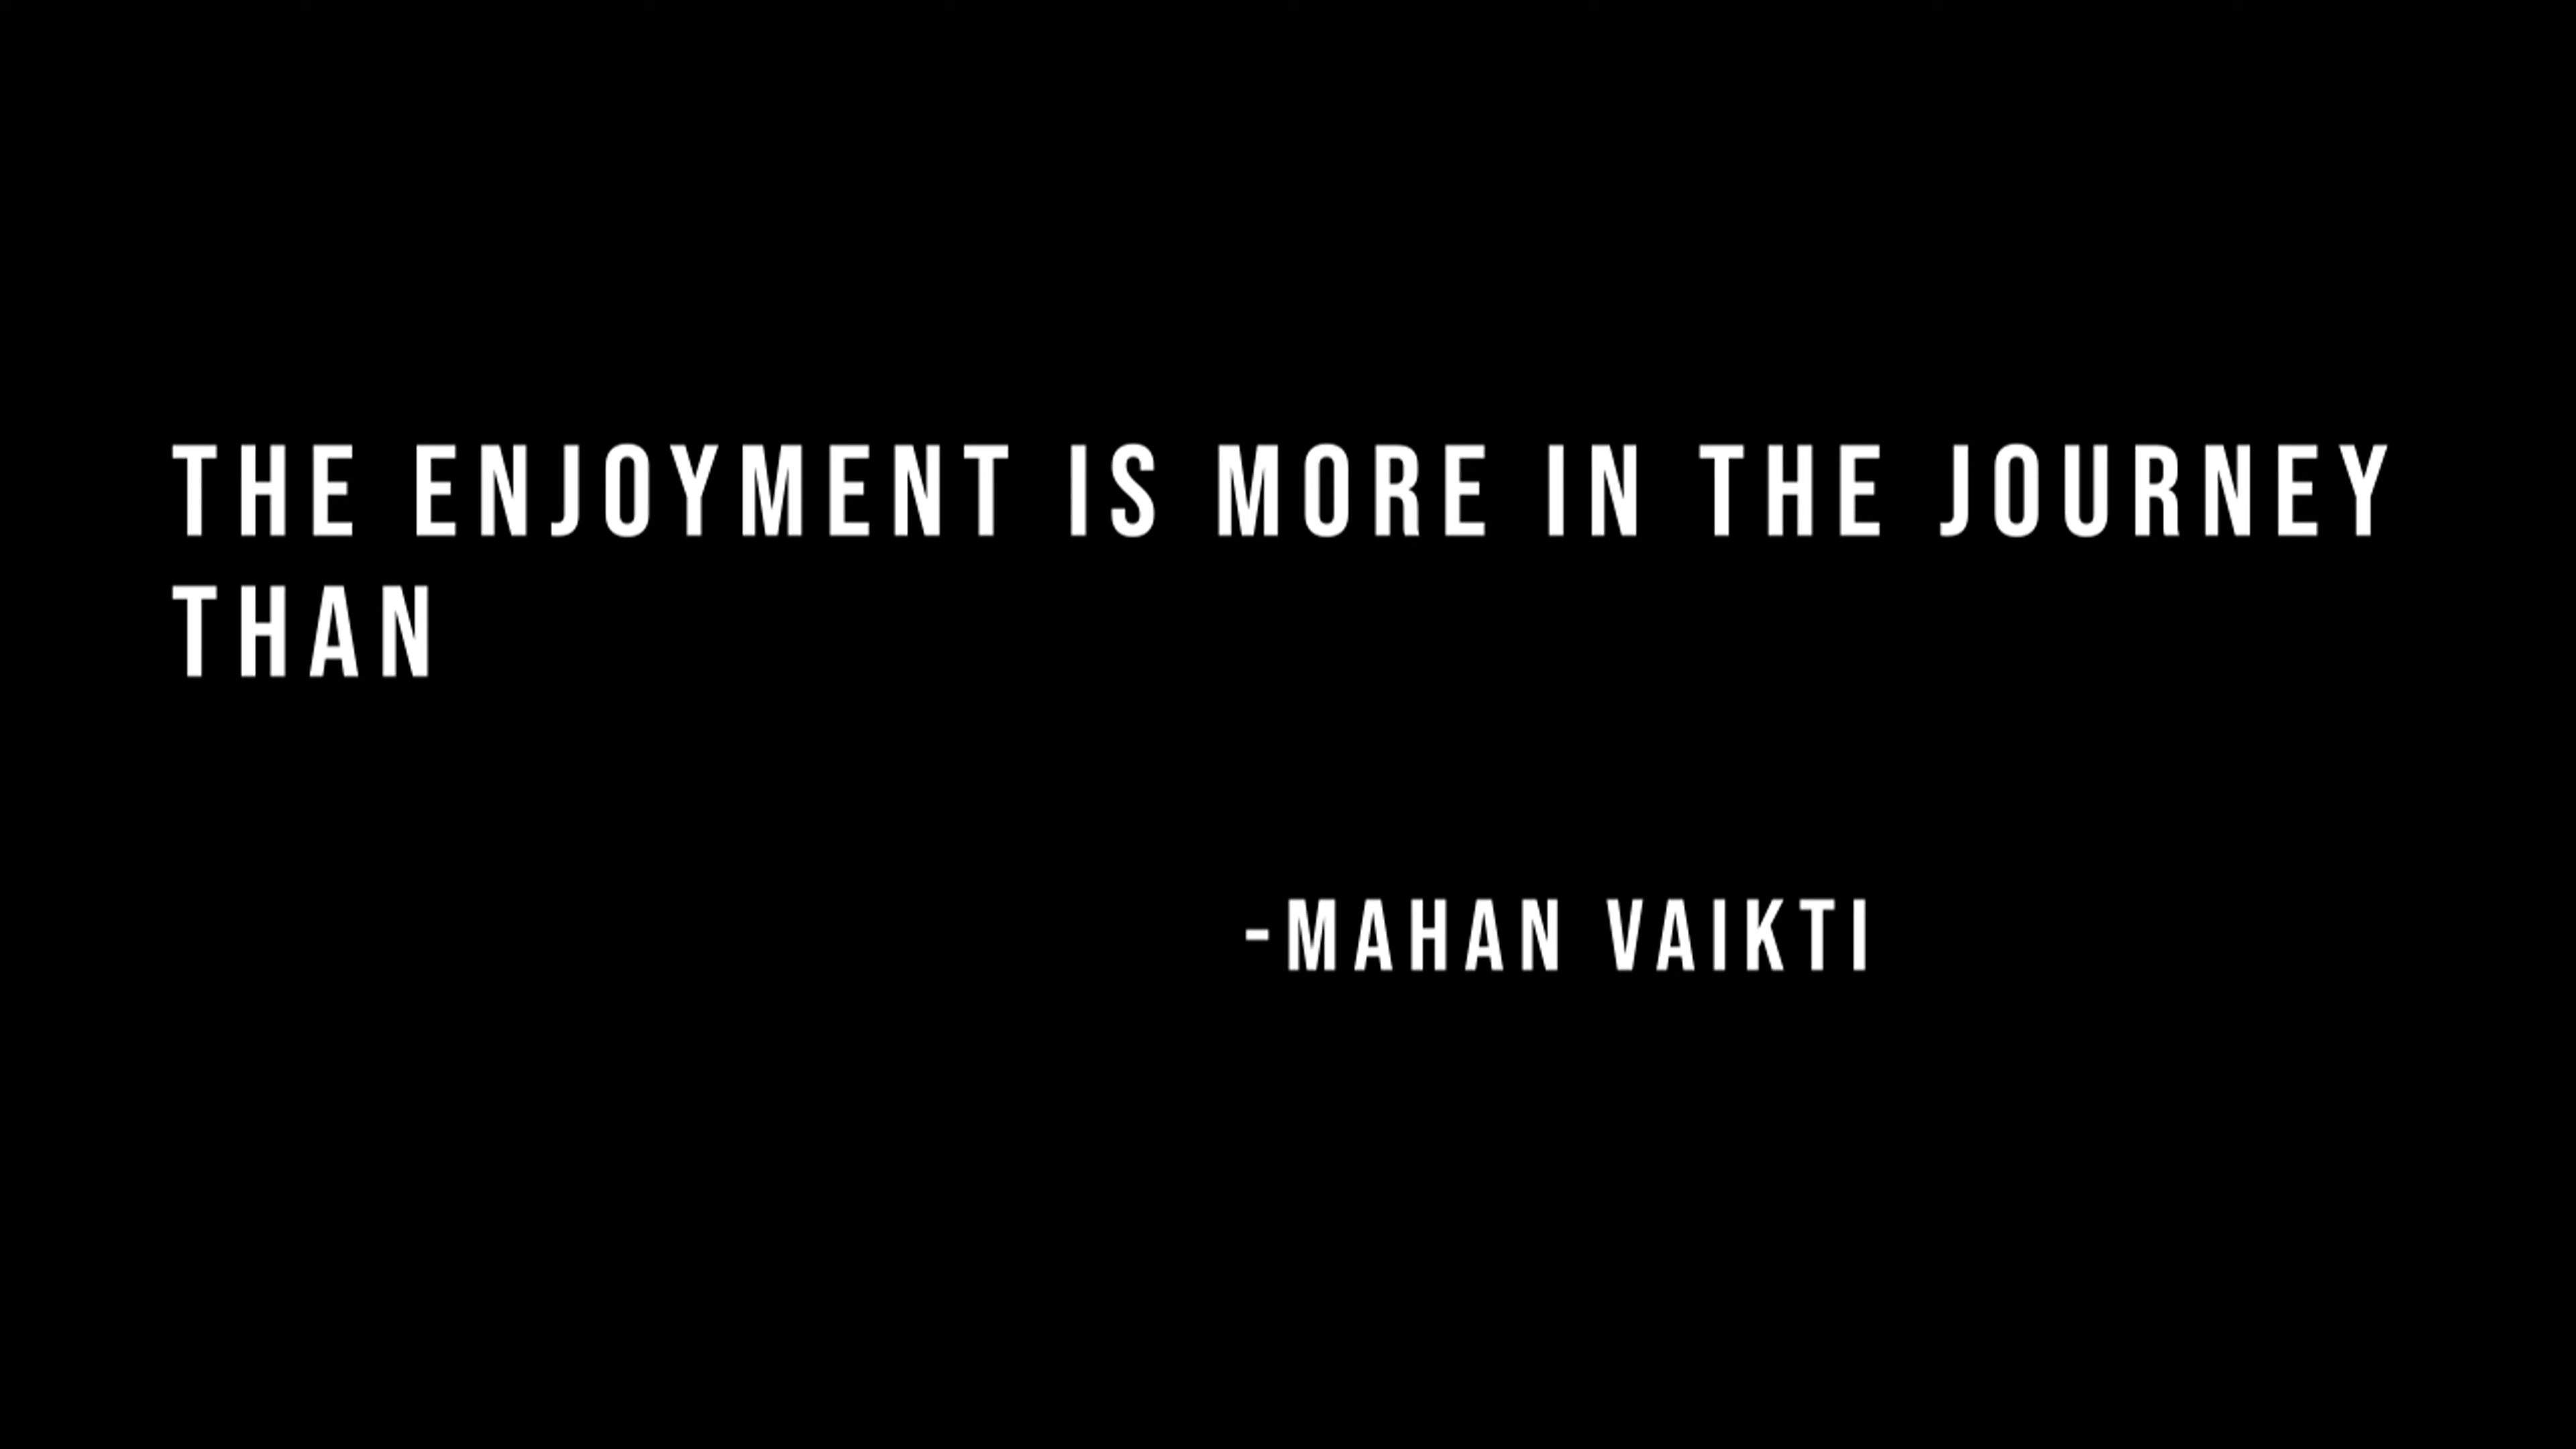 THE ENJOYMENT IS MORE IN THE JOURNEY
THAN
-MAHAN VAIKTI